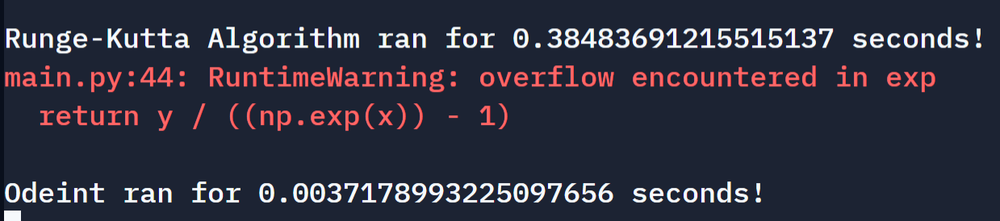 Runge-Kutta Algorithm ran for 0.38483691215515137 seconds!
main.py:44: RuntimeWarning: overflow encountered in exp
  return y / ((np.exp(x)) - 1)
Odeint ran for 0.0037178993225097656 seconds!